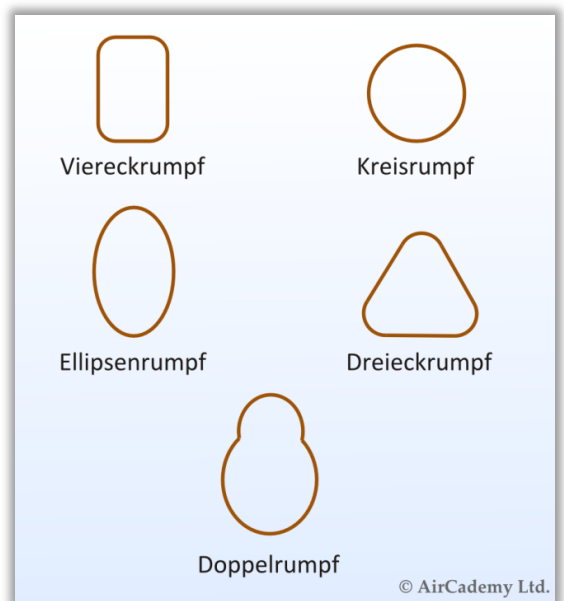 Viereckrumpf
Kreisrumpf
Ellipsenrumpf
Dreieckrumpf
Doppelrumpf
© AirCademy Ltd.